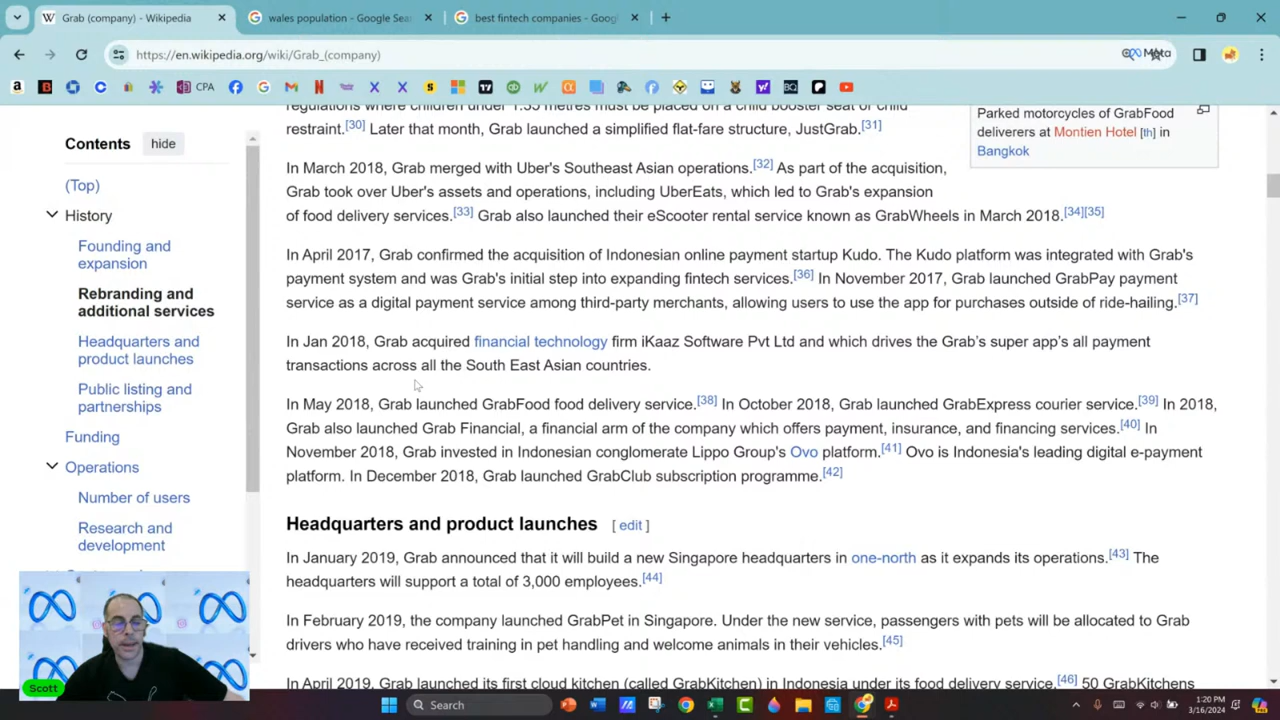 Grab (company) - Wikipedia
wales population - Google Sea
best fintech companies - Goog
https://en.wikipedia.org/wiki/Grab_(company)
Meta
CPA
regulations where children under 1.35 metres must be placed on a child booster seat or child
restraint.[30] Later that month, Grab launched a simplified flat-fare structure, JustGrab.[31]
Parked motorcycles of GrabFood
deliverers at Montien Hotel [th] in
Bangkok
Contents
hide
(Top)
History
Founding and
expansion
Rebranding and
additional services
Headquarters and
product launches
Public listing and
partnerships
Funding
Operations
Number of users
Research and
development
In March 2018, Grab merged with Uber's Southeast Asian operations.[32] As part of the acquisition,
Grab took over Uber's assets and operations, including UberEats, which led to Grab's expansion
of food delivery services.[33] Grab also launched their eScooter rental service known as GrabWheels in March 2018.[34][35]
In April 2017, Grab confirmed the acquisition of Indonesian online payment startup Kudo. The Kudo platform was integrated with Grab's
payment system and was Grab's initial step into expanding fintech services.[36] In November 2017, Grab launched GrabPay payment
service as a digital payment service among third-party merchants, allowing users to use the app for purchases outside of ride-hailing.[37]
In Jan 2018, Grab acquired financial technology firm iKaaz Software Pvt Ltd and which drives the Grab's super app's all payment
transactions across all the South East Asian countries.
In May 2018, Grab launched GrabFood food delivery service.[38] In October 2018, Grab launched GrabExpress courier service.[39] In 2018,
Grab also launched Grab Financial, a financial arm of the company which offers payment, insurance, and financing services.[40] In
November 2018, Grab invested in Indonesian conglomerate Lippo Group's Ovo platform.[41] Ovo is Indonesia's leading digital e-payment
platform. In December 2018, Grab launched GrabClub subscription programme.[42]
Headquarters and product launches [ edit ]
In January 2019, Grab announced that it will build a new Singapore headquarters in one-north as it expands its operations.[43] The
headquarters will support a total of 3,000 employees.[44]
In February 2019, the company launched GrabPet in Singapore. Under the new service, passengers with pets will be allocated to Grab
drivers who have received training in pet handling and welcome animals in their vehicles.[45]
In April 2019, Grab launched its first cloud kitchen (called GrabKitchen) in Indonesia under its food delivery service.[46] 50 GrabKitchens
Scott
Search
1:20 PM
3/16/2024